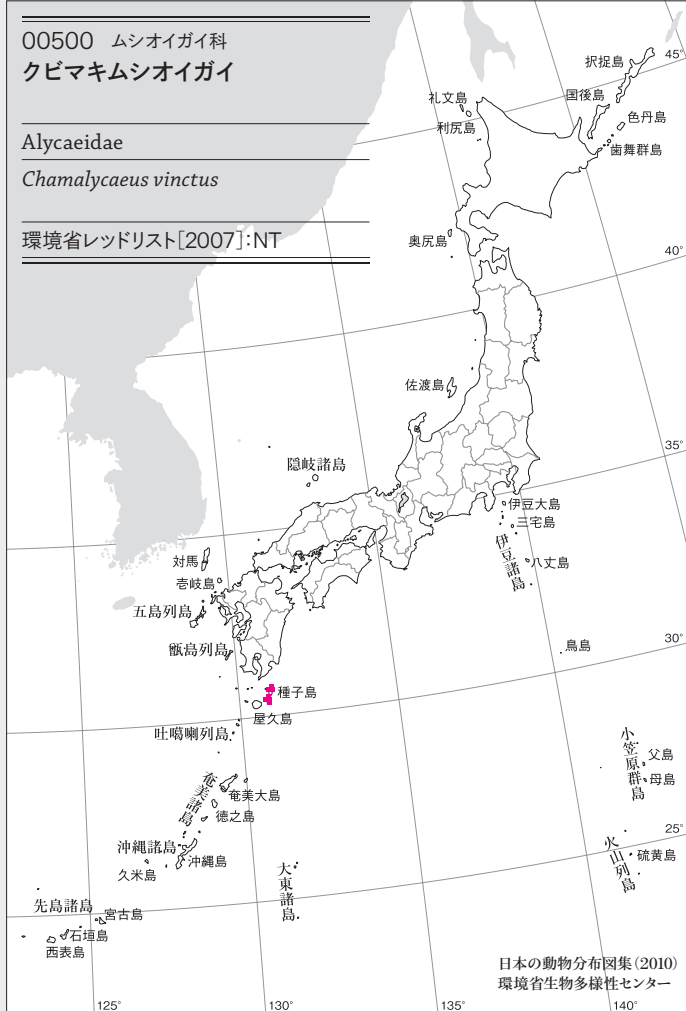 00500 ムシオイガイ科
クビマキムシオイガイ
Alycaeidae
Chamalycaeus vinctus
環境省レッドリスト[2007]:NT
択捉島
45°
国後島
礼文島
色丹島
利尻島
歯舞群島
奥尻島
40°
佐渡島
35°
隠岐諸島
伊豆大島
三宅島
伊豆諸島
八丈島
対馬
壱岐島
五島列島
甑島列島
鳥島
30°
種子島
屋久島
吐噶喇列島
小笠原群島
父島
母島
奄美諸島
奄美大島
徳之島
25°
沖縄諸島
沖縄島
久米島
火山列島
硫黄島
大東諸島
先島諸島
宮古島
石垣島
西表島
日本の動物分布図集(2010)
環境省生物多様性センター
125°
130°
135°
140°